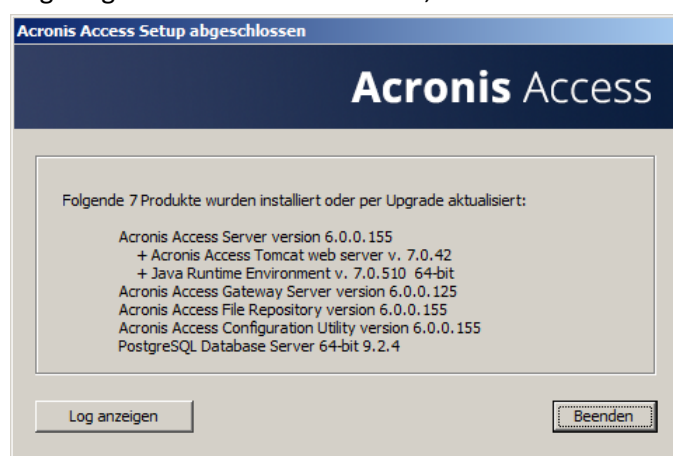 Acronis Access Setup abgeschlossen
Acronis Access
Folgende 7 Produkte wurden installiert oder per Upgrade aktualisiert:
Acronis Access Server version 6.0.0.155
+ Acronis Access Tomcat web server v. 7.0.42
+ Java Runtime Environment v. 7.0.510 64-bit
Acronis Access Gateway Server version 6.0.0.125
Acronis Access File Repository version 6.0.0.155
Acronis Access Configuration Utility version 6.0.0.155
PostgreSQL Database Server 64-bit 9.2.4
Log anzeigen
Beenden